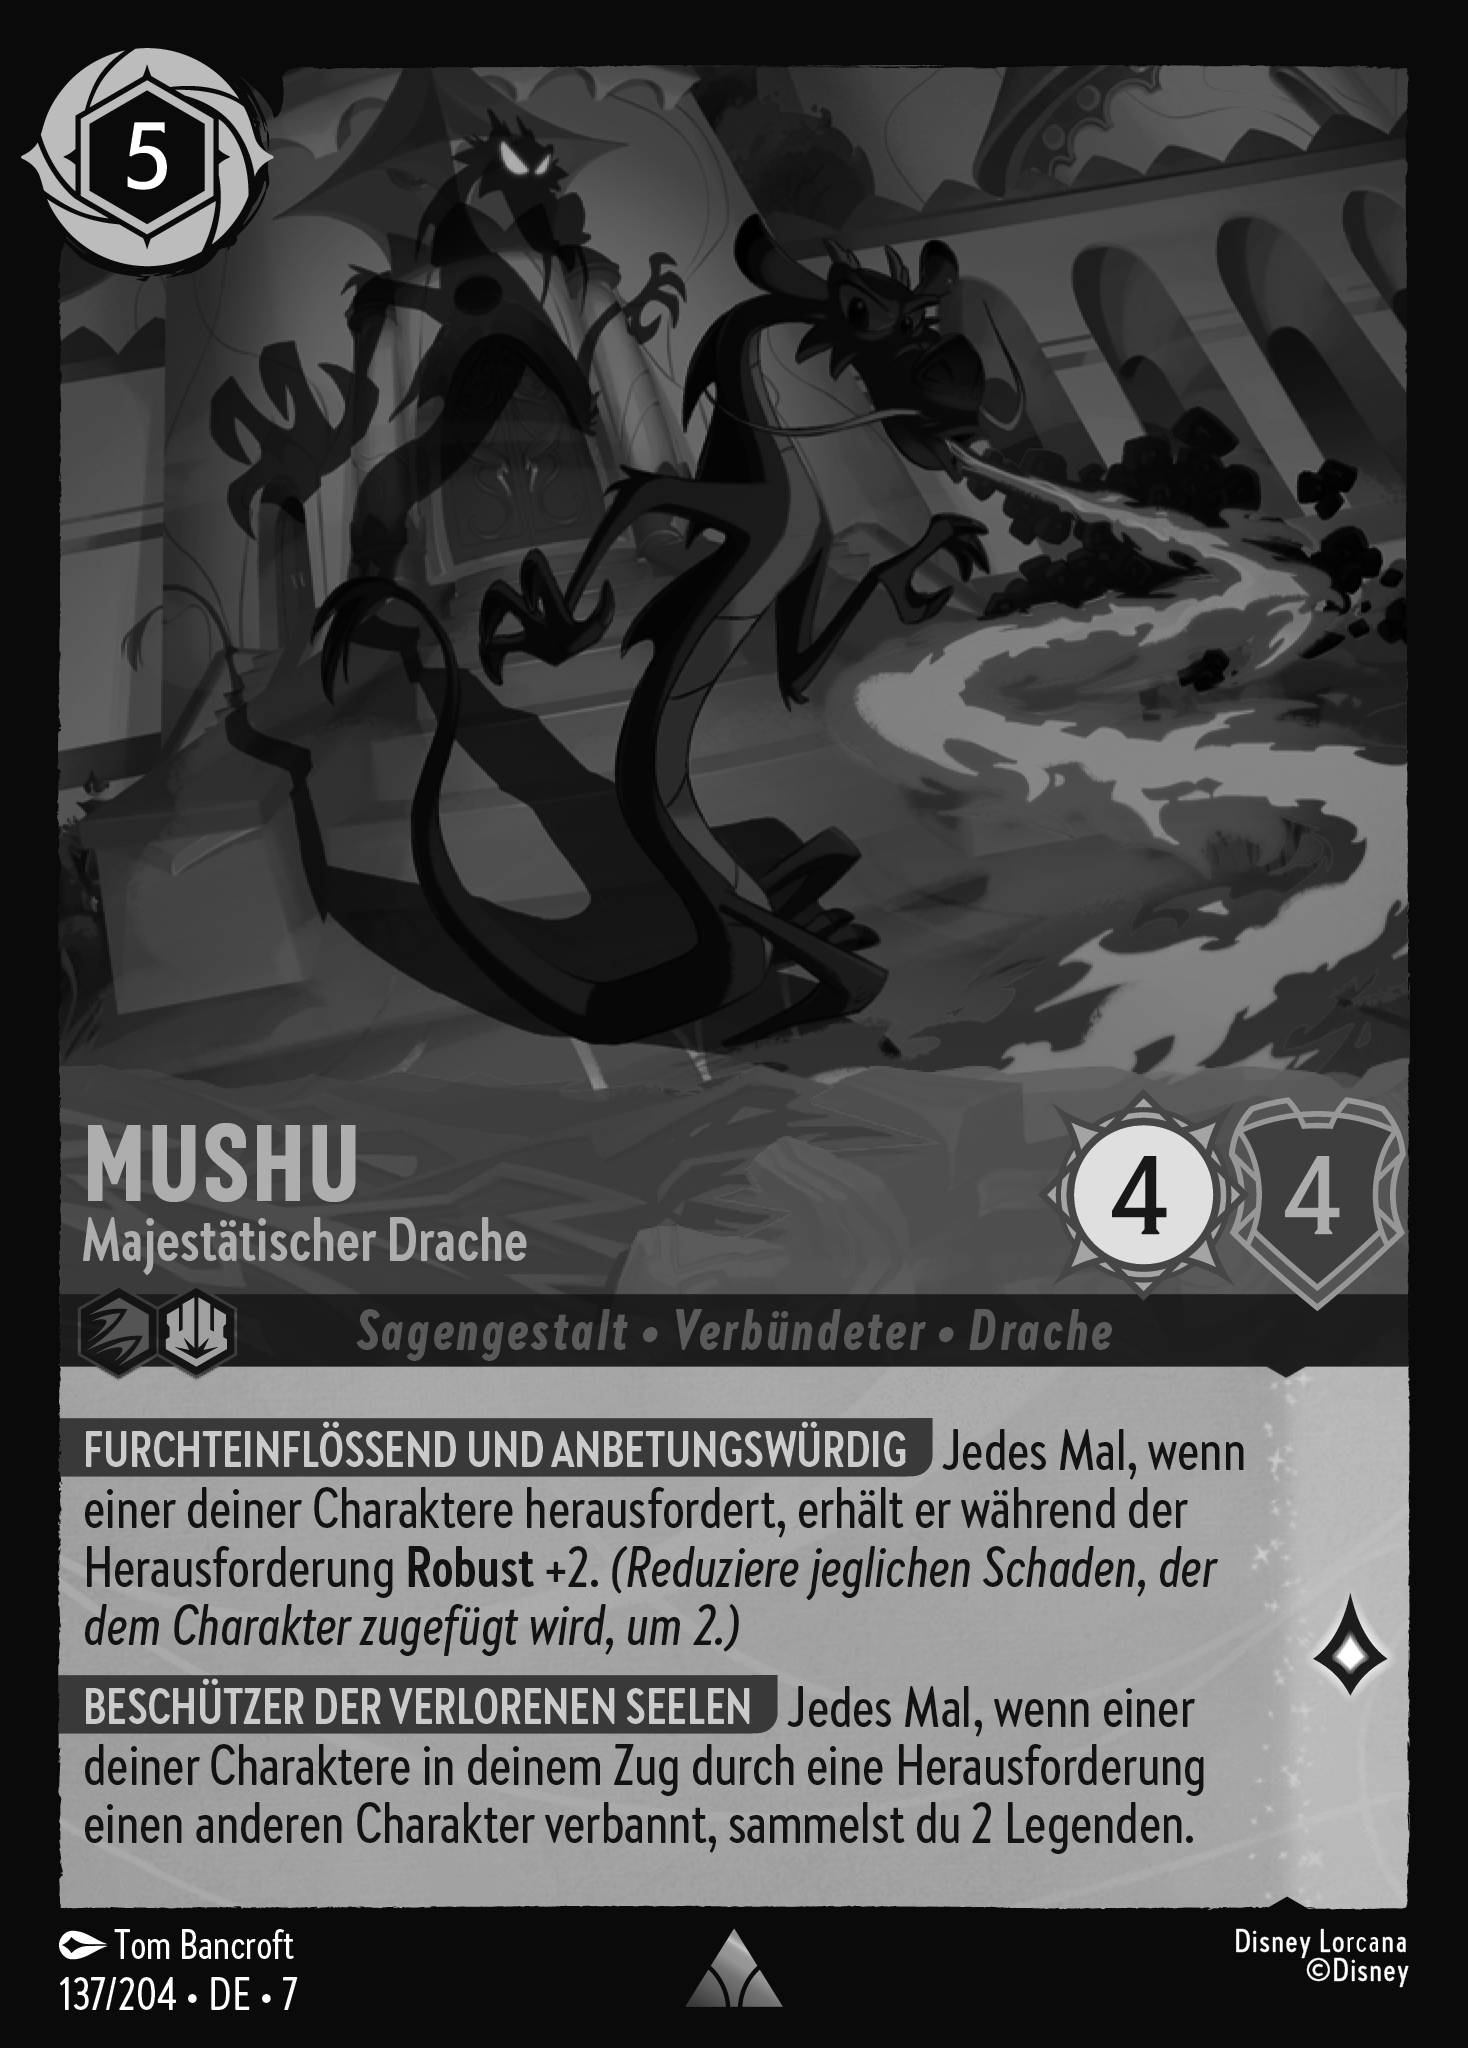 5
MUSHU
Majestätischer Drache
4
4
Sagengestalt • Verbündeter • Drache
FURCHTEINFLÖSSEND UND ANBETUNGSWÜRDIG Jedes Mal, wenn
einer deiner Charaktere herausfordert, erhält er während der
Herausforderung Robust +2. (Reduziere jeglichen Schaden, der
dem Charakter zugefügt wird, um 2.)
BESCHÜTZER DER VERLORENEN SEELEN Jedes Mal, wenn einer
deiner Charaktere in deinem Zug durch eine Herausforderung
einen anderen Charakter verbannt, sammelst du 2 Legenden.
Tom Bancroft
137/204 • DE • 7
Disney Lorcana
©Disney